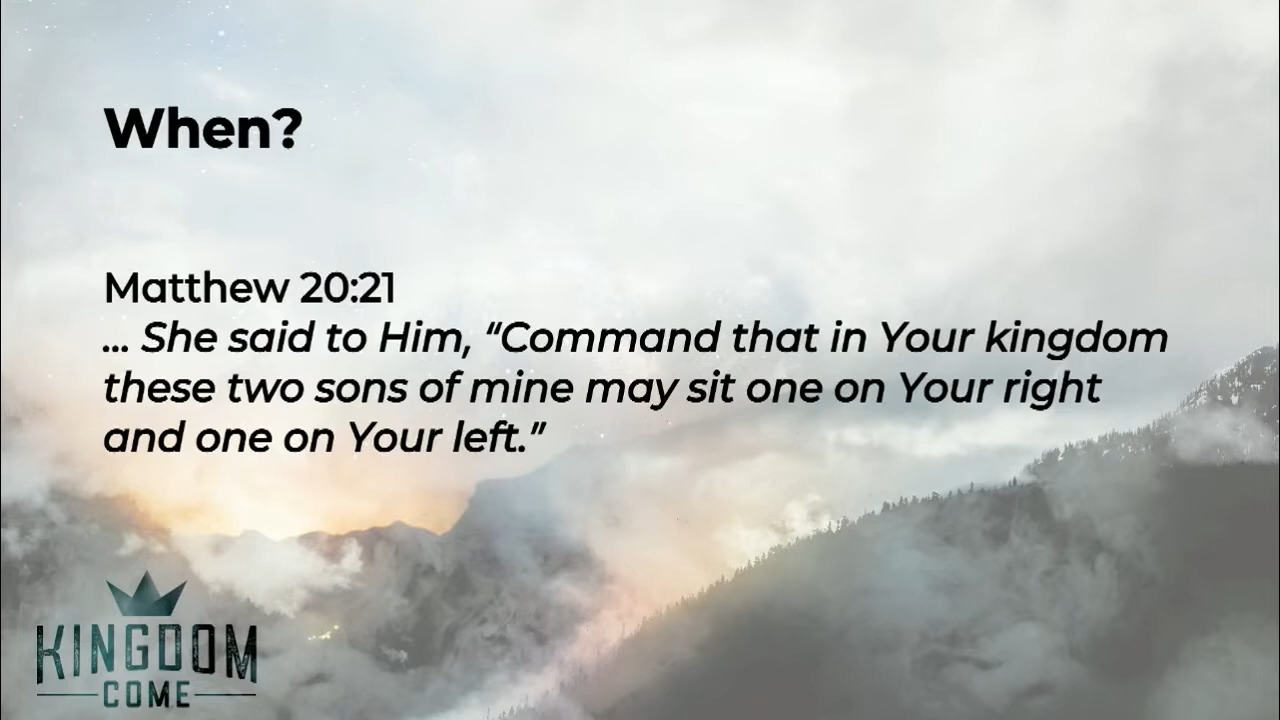 When?
Matthew 20:21
... She said to Him, “Command that in Your kingdom
these two sons of mine may sit one on Your right
and one on Your left.”
KINGDOM
COME